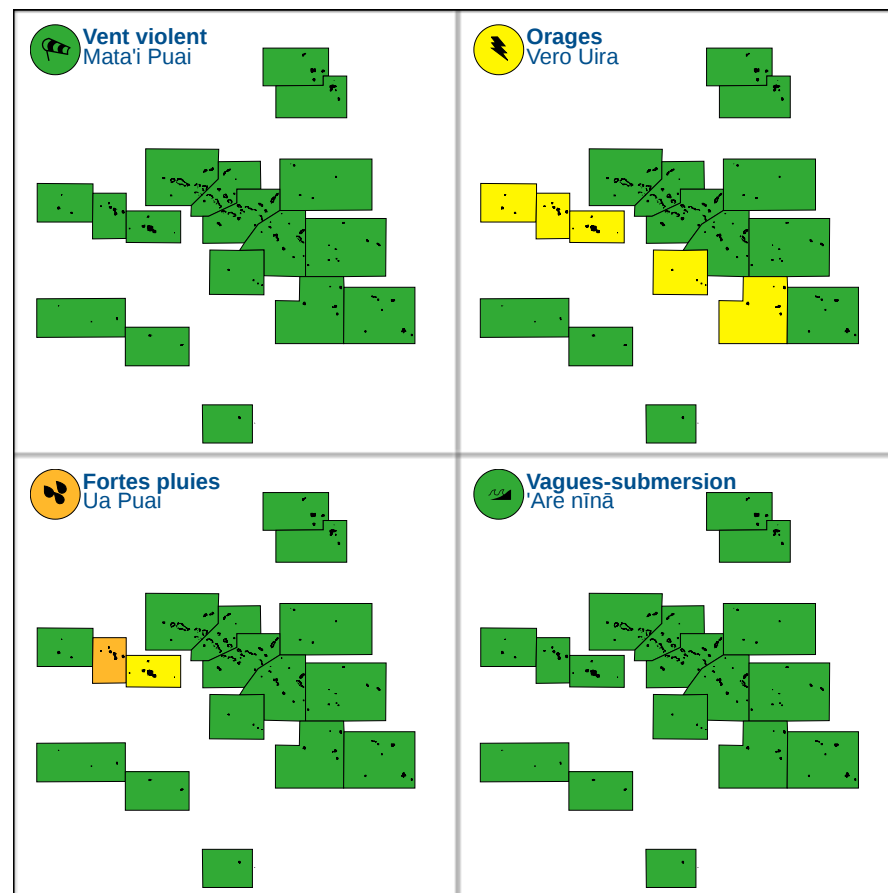 Vent violent
Mata'i Puai
Orages
Vero Uira
Fortes pluies
Ua Puai
Vagues-submersion
'Are nīnā